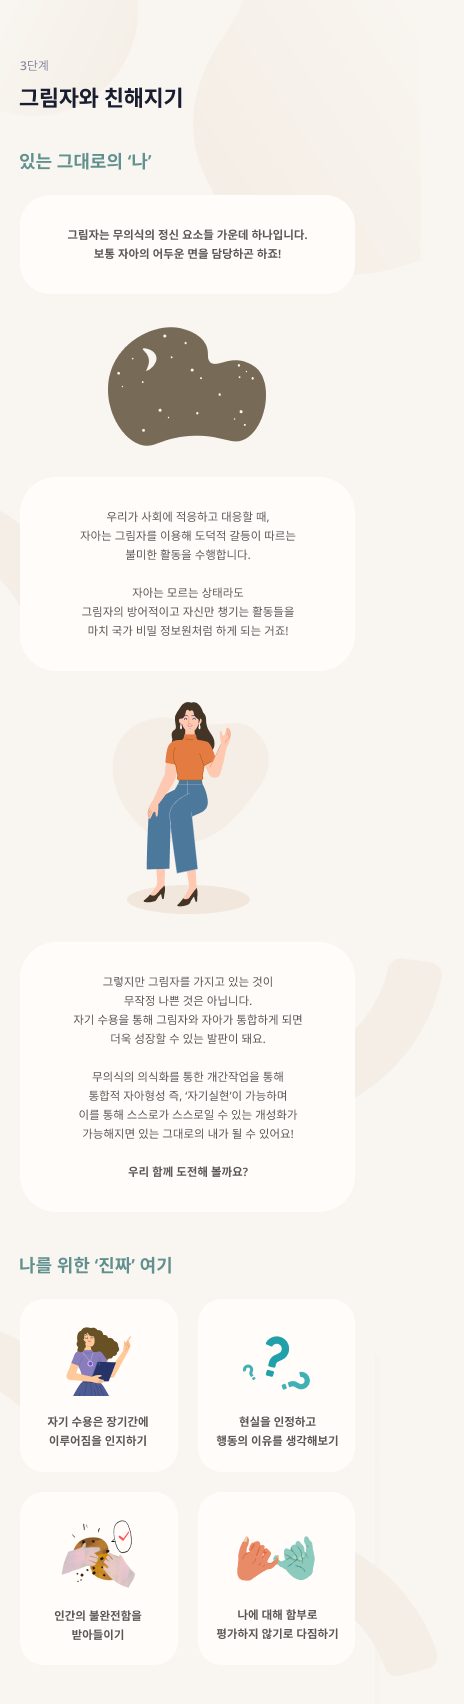 3단계
그림자와 친해지기
있는 그대로의 ‘나’
그림자는 무의식의 정신 요소들 가운데 하나입니다.
보통 자아의 어두운 면을 담당하곤 하죠!
우리가 사회에 적응하고 대응할 때,
자아는 그림자를 이용해 도덕적 갈등이 따르는
불미한 활동을 수행합니다.
자아는 모르는 상태라도
그림자의 방어적이고 자신만 챙기는 활동들을
마치 국가 비밀 정보원처럼 하게 되는 거죠!
그렇지만 그림자를 가지고 있는 것이
무작정 나쁜 것은 아닙니다.
자기 수용을 통해 그림자와 자아가 통합하게 되면
더욱 성장할 수 있는 발판이 돼요.
무의식의 의식화를 통한 개간작업을 통해
통합적 자아형성 즉, ‘자기실현’이 가능하며
이를 통해 스스로가 스스로일 수 있는 개성화가
가능해지면 있는 그대로의 내가 될 수 있어요!
우리 함께 도전해 볼까요?
나를 위한 ‘진짜’ 여기
자기 수용은 장기간에
이루어짐을 인지하기
현실을 인정하고
행동의 이유를 생각해보기
인간의 불완전함을
받아들이기
나에 대해 함부로
평가하지 않기로 다짐하기